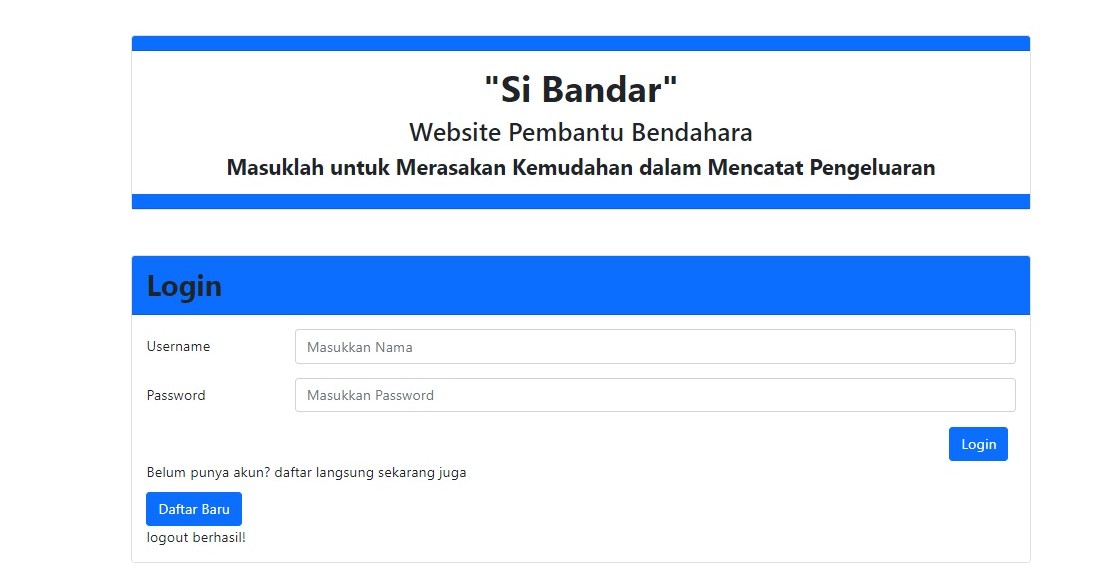 "Si Bandar"
Website Pembantu Bendahara
Masuklah untuk Merasakan Kemudahan dalam Mencatat Pengeluaran
Login
Username
Masukkan Nama
Password
Masukkan Password
Login
Belum punya akun? daftar langsung sekarang juga
Daftar Baru
logout berhasil!